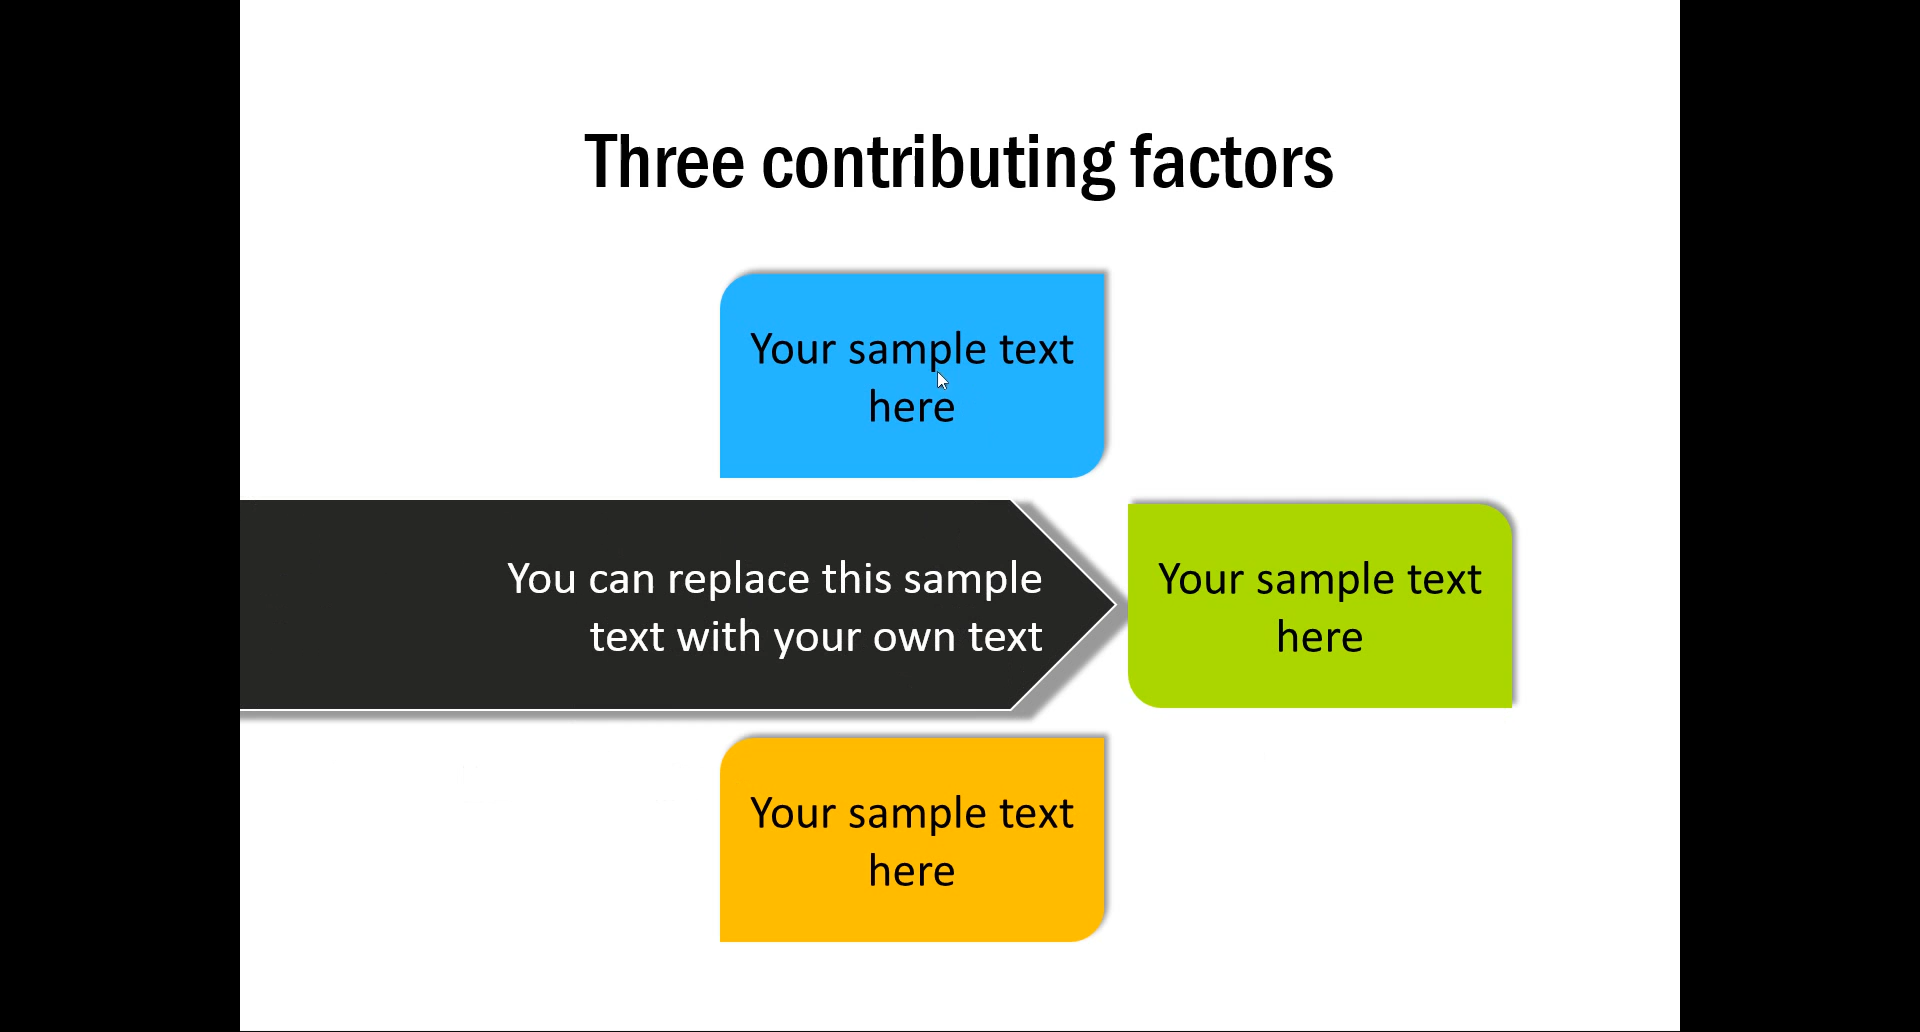 Three contributing factors
Your sample text
here
You can replace this sample
text with your own text
Your sample text
here
Your sample text
here